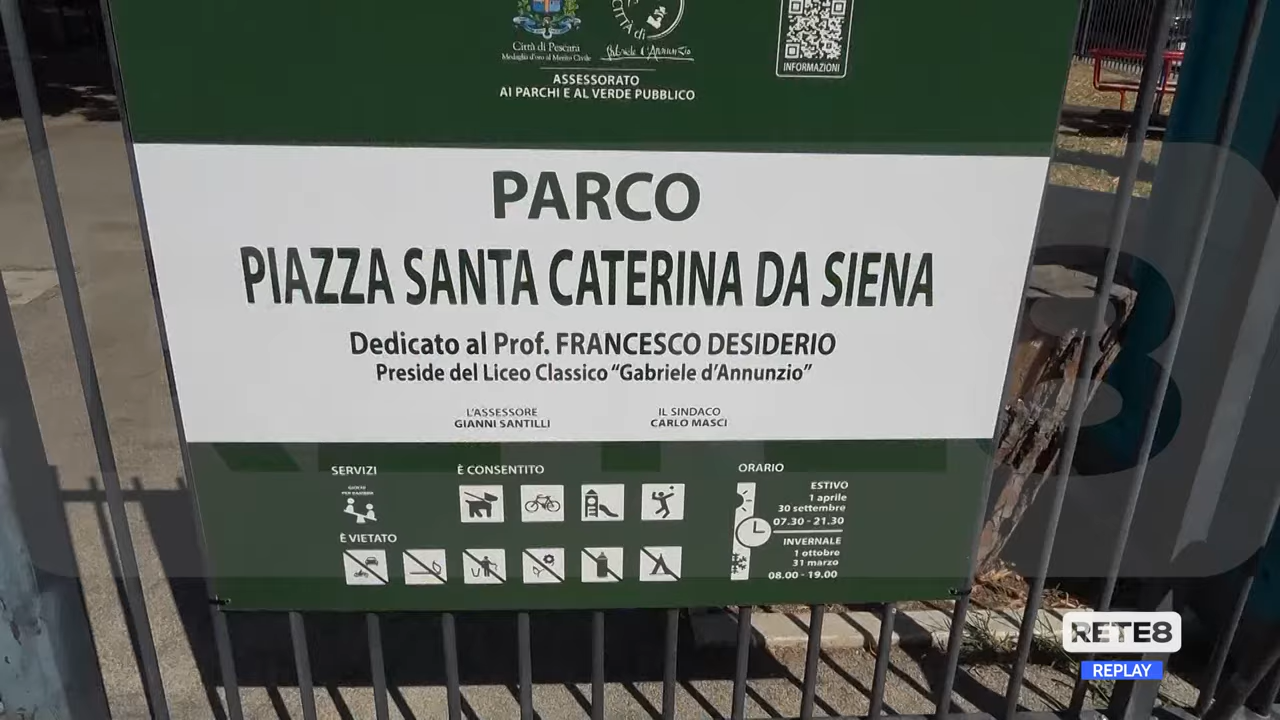 Città di Pescara
Medaglia d'oro al Merito Civile
CITTÀ di
Gabriele d'Annunzio
INFORMAZIONI
ASSESSORATO
AI PARCHI E AL VERDE PUBBLICO
PARCO
PIAZZA SANTA CATERINA DA SIENA
Dedicato al Prof. FRANCESCO DESIDERIO
Preside del Liceo Classico "Gabriele d'Annunzio"
L'ASSESSORE
GIANNI SANTILLI
IL SINDACO
CARLO MASCI
SERVIZI
GIOCHI
PER BAMBINI
È CONSENTITO
È VIETATO
ORARIO
ESTIVO
1 aprile
30 settembre
07.30 - 21.30
INVERNALE
1 ottobre
31 marzo
08.00 - 19.00
RETE8
REPLAY